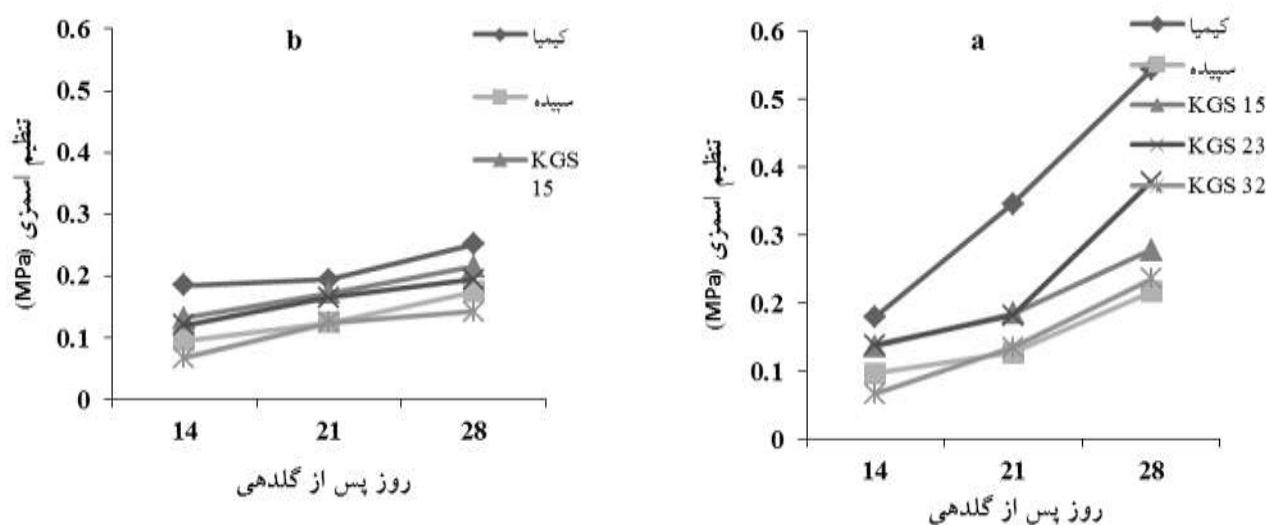 b
0.6
0.5
0.4
0.3
0.2
0.1
0
14 21 28
تنظیم اسمزی (MPa)
روز پس از گلدهی
کیمیا
سپیده
KGS
15
a
0.6
0.5
0.4
0.3
0.2
0.1
0
14 21 28
تنظیم اسمزی (MPa)
روز پس از گلدهی
کیمیا
سپیده
KGS 15
KGS 23
KGS 32